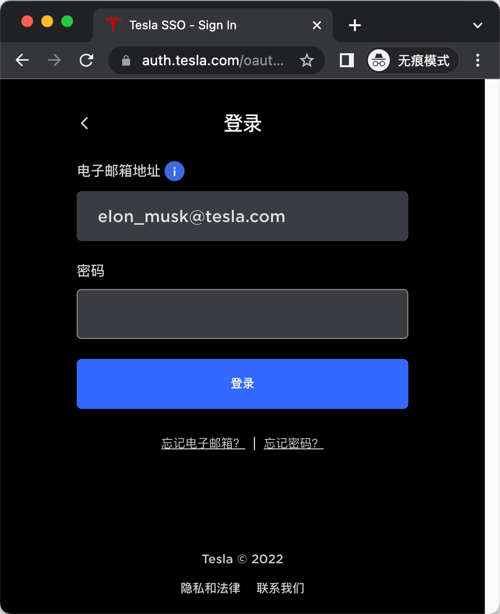 Tesla SSO - Sign In
auth.tesla.com/oaut...
无痕模式
登录
电子邮箱地址
elon_musk@tesla.com
密码
登录
忘记电子邮箱？ | 忘记密码？
Tesla © 2022
隐私和法律 联系我们